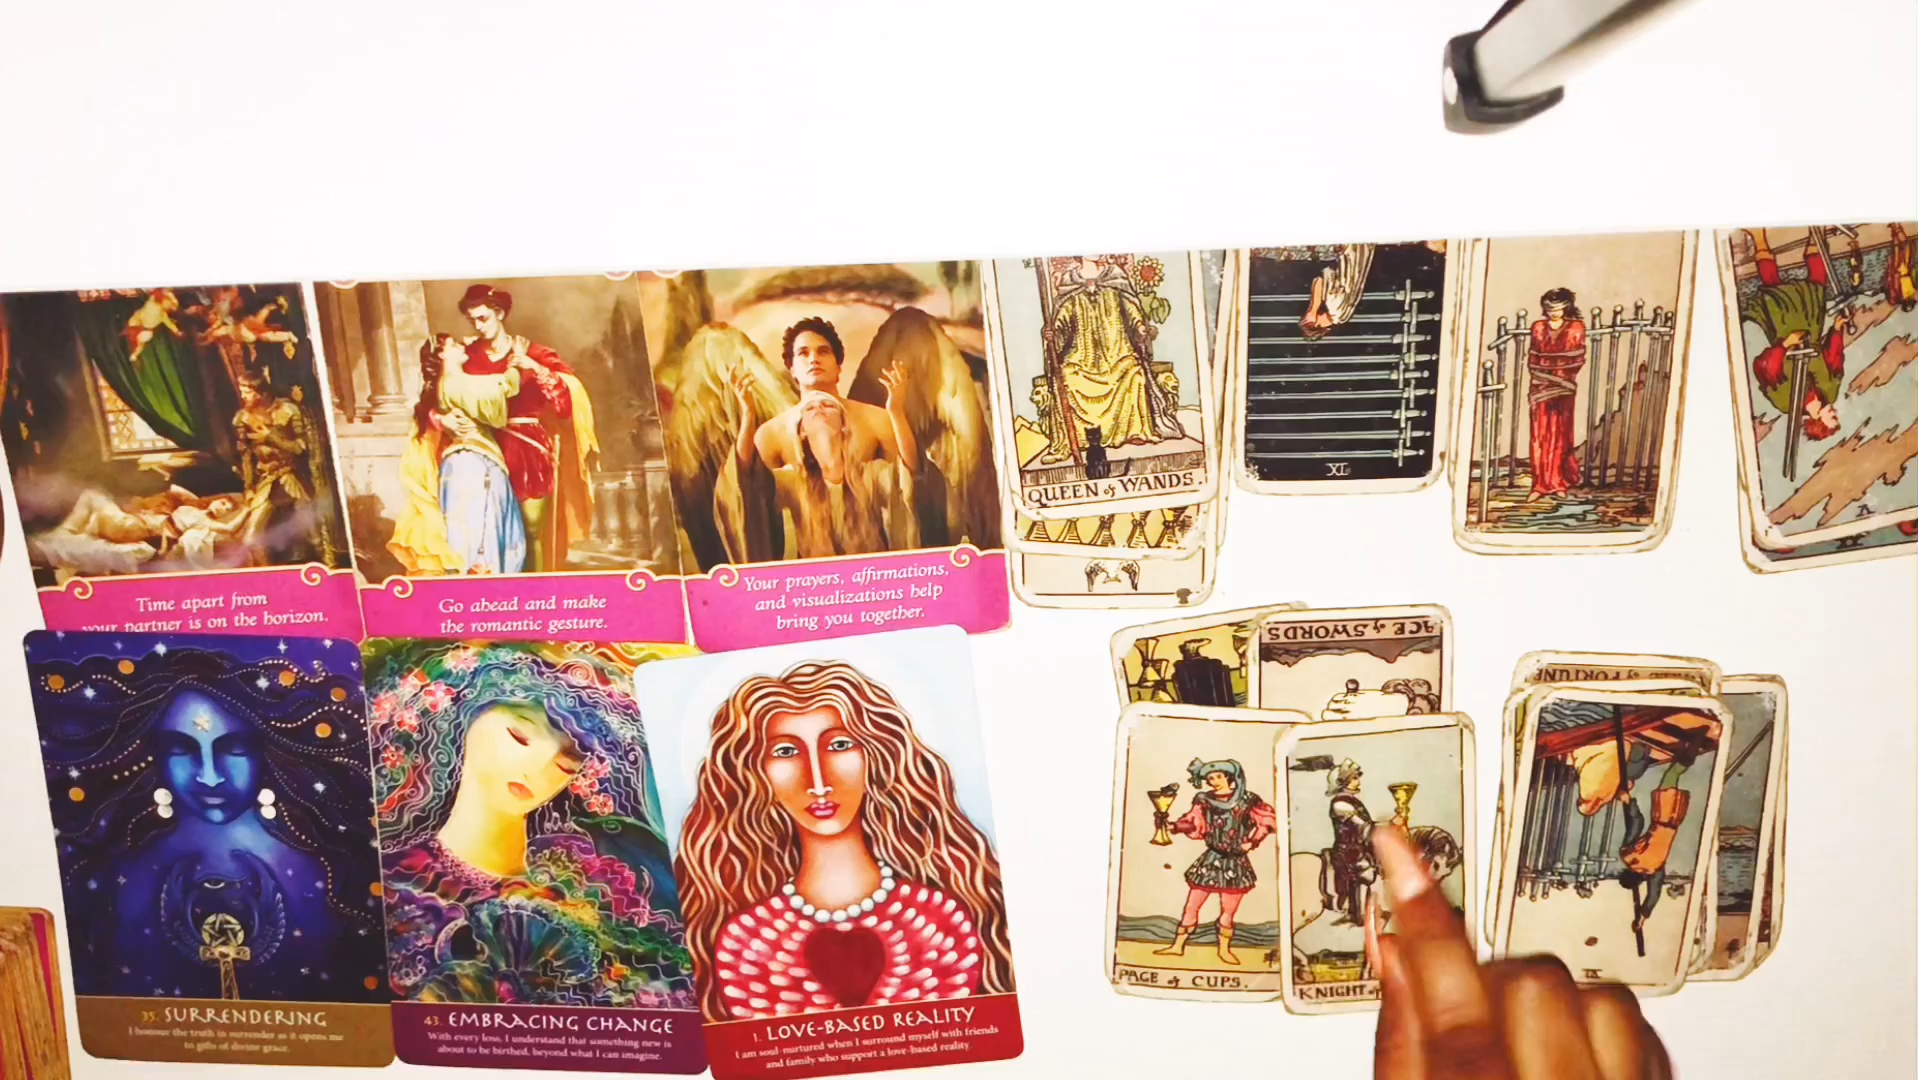 Time apart from
your partner is on the horizon.
Go ahead and make
the romantic gesture.
Your prayers, affirmations,
and visualizations help
bring you together.
QUEEN of WANDS.
IX
V
ACE of SWORDS
of FORTUNE
PAGE of CUPS.
KNIGHT
35. SURRENDERING
I honour the truth in surrender as it opens me
to gifts of divine grace.
43. EMBRACING CHANGE
With every loss, I understand that something new is
about to be birthed, beyond what I can imagine.
1. LOVE-BASED REALITY
I am soul-nurtured when I surround myself with friends
and family who support a love-based reality.